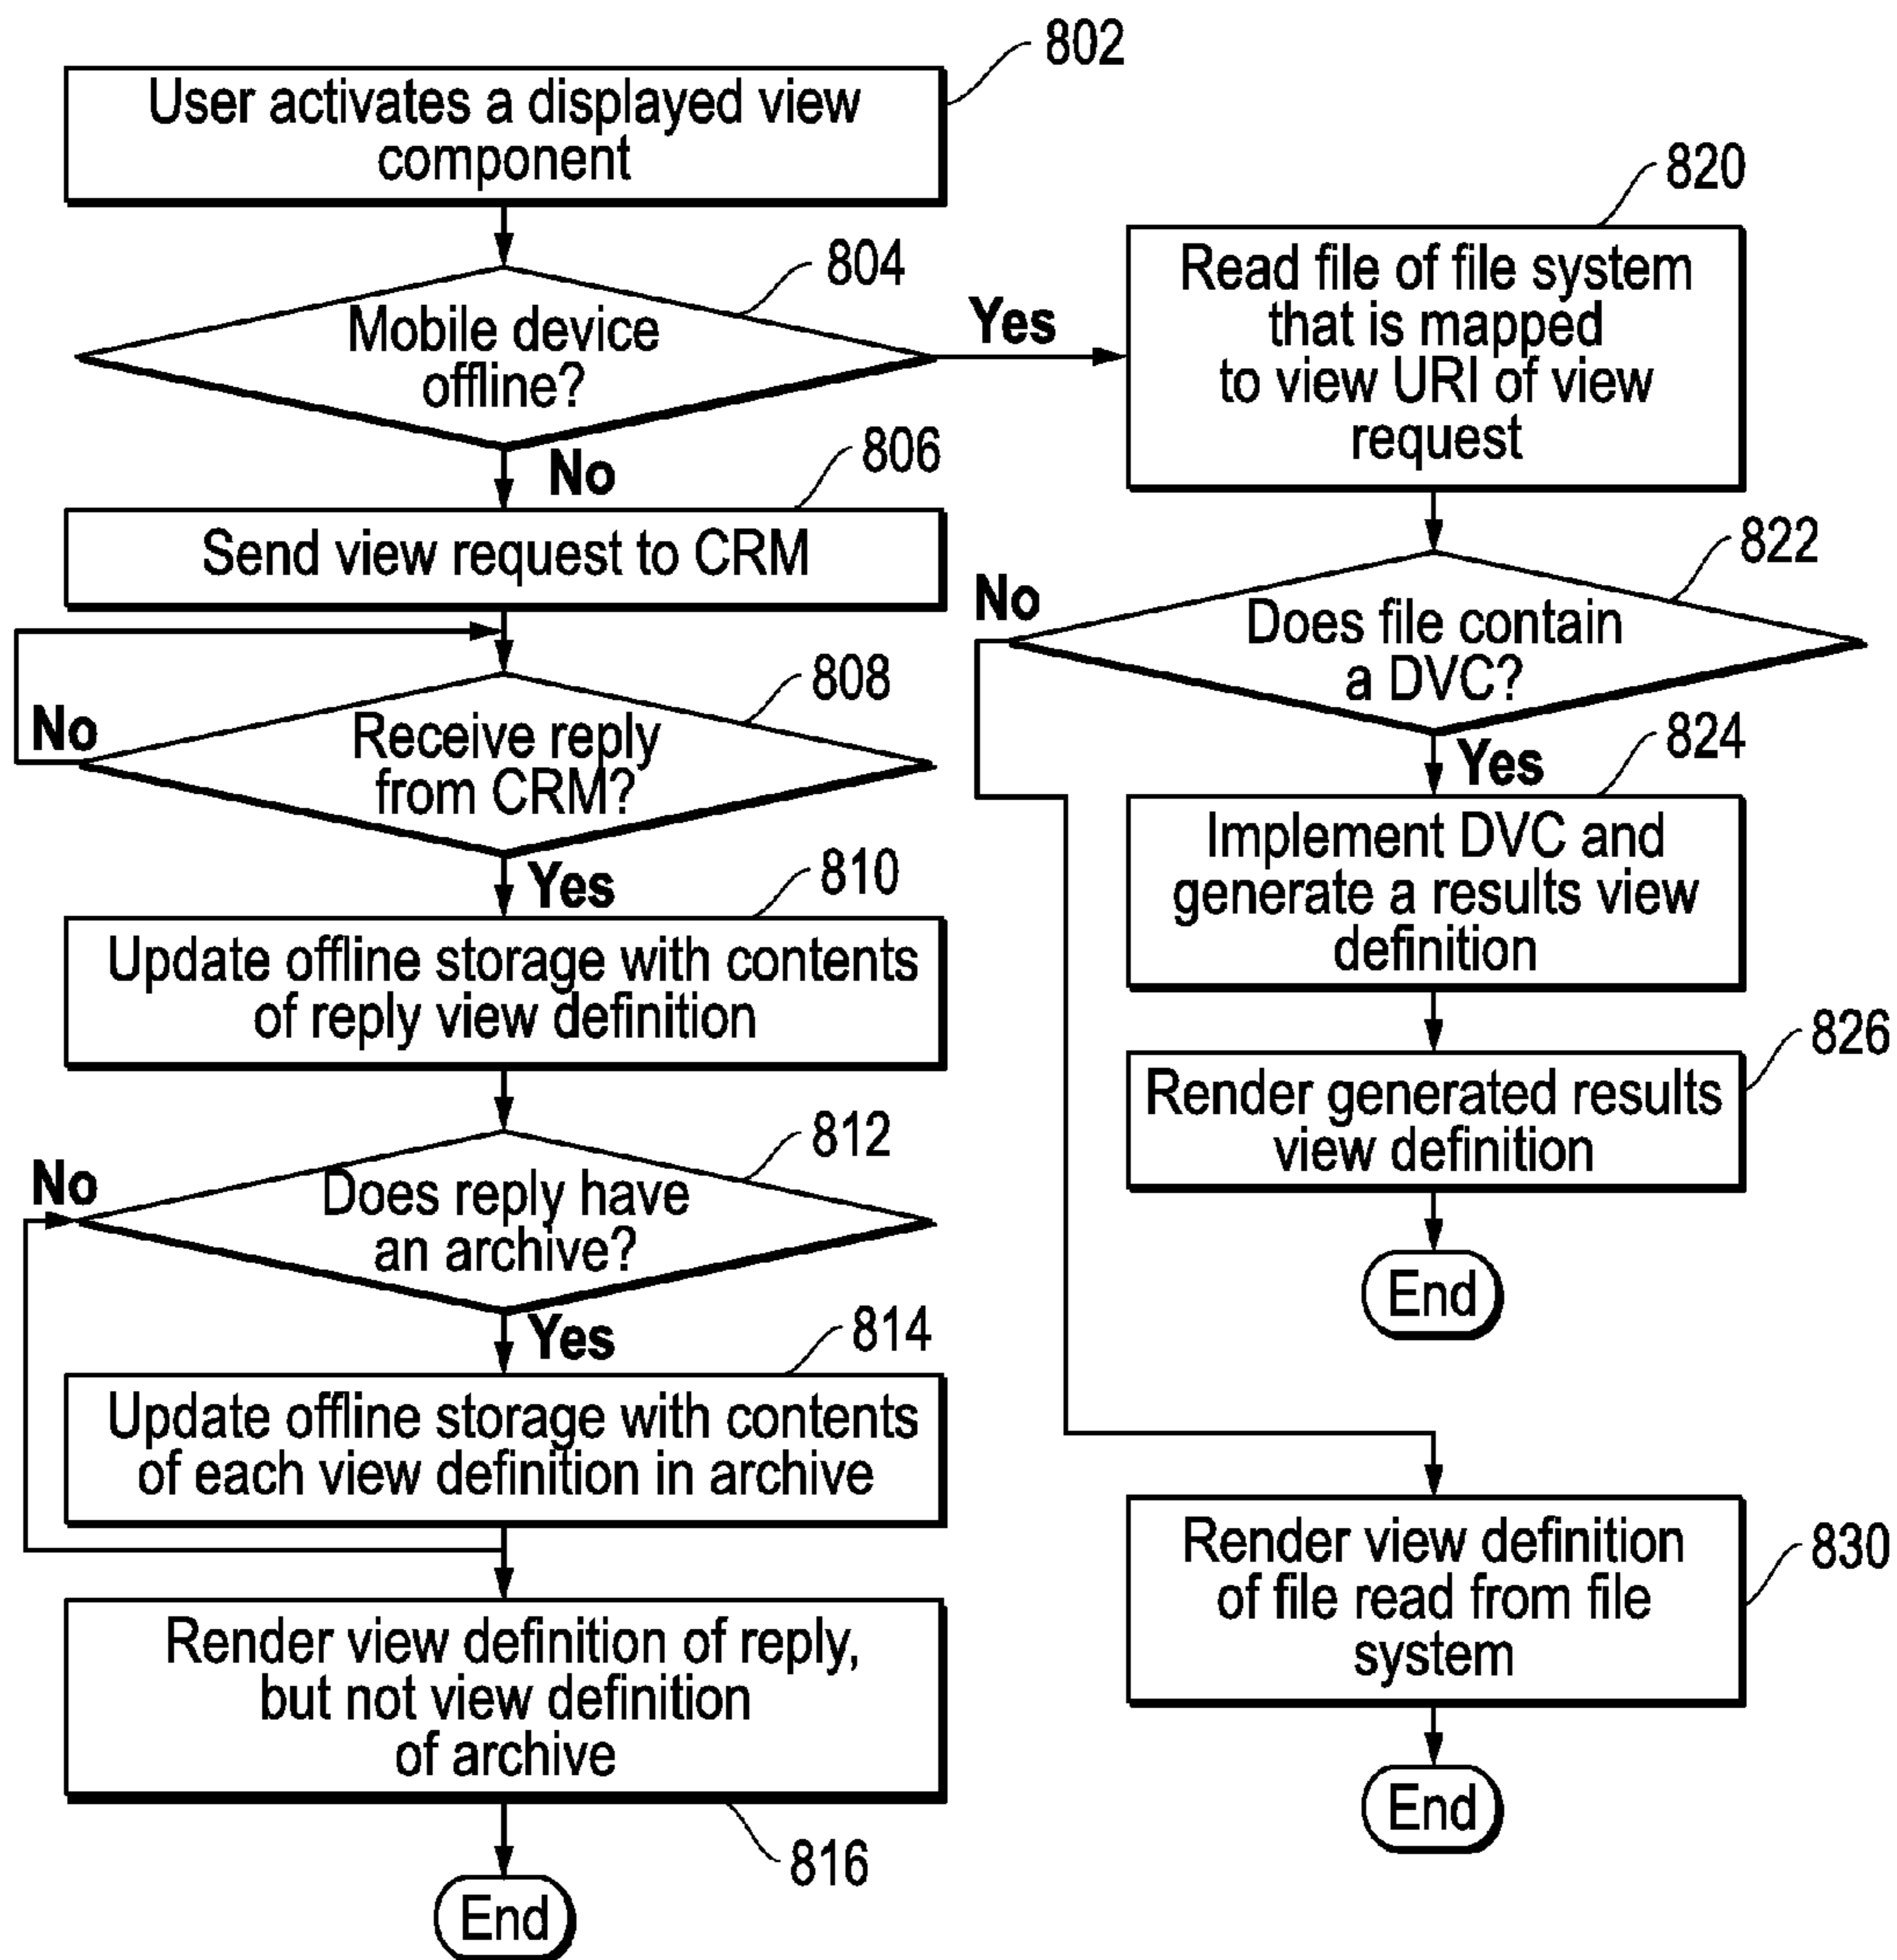 802
User activates a displayed view
component
804
Mobile device
offline?
Yes
No
806
Send view request to CRM
808
No
Receive reply
from CRM?
Yes
810
Update offline storage with contents
of reply view definition
812
No
Does reply have
an archive?
Yes
814
Update offline storage with contents
of each view definition in archive
Render view definition of reply,
but not view definition
of archive
816
End
820
Read file of file system
that is mapped
to view URI of view
request
822
No
Does file contain
a DVC?
Yes
824
Implement DVC and
generate a results view
definition
826
Render generated results
view definition
End
Render view definition
of file read from file
system
830
End